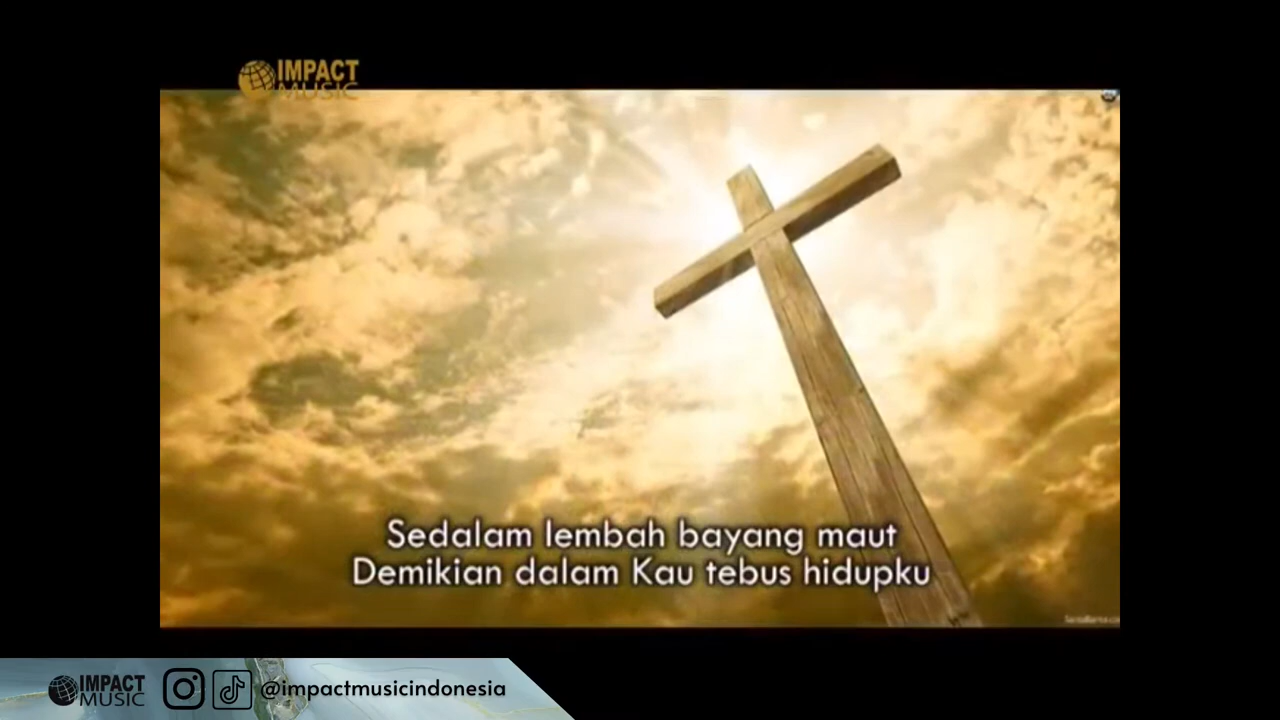 IMPACT
MUSIC
Sedalam lembah bayang maut
Demikian dalam Kau tebus hidupku
IMPACT
MUSIC
@impactmusicindonesia